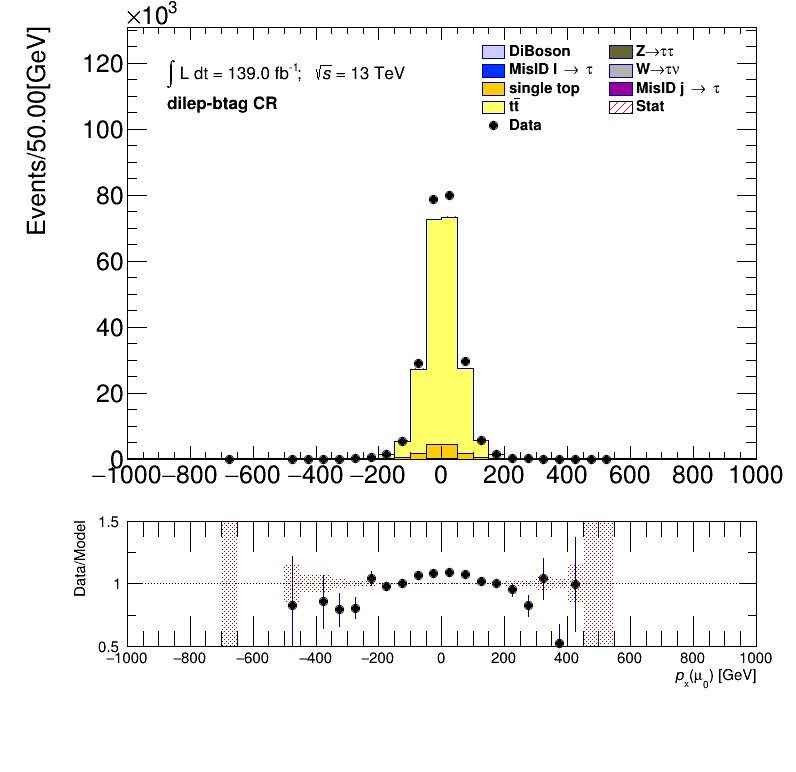 ×10³
Events/50.00[GeV]
120
100
80
60
40
20
0
∫ L dt = 139.0 fb⁻¹; √s = 13 TeV
dilep-btag CR
DiBoson
Z→ττ
MisID l → τ
W→τν
single top
MisID j → τ
tt̄
Stat
Data
−1000 −800 −600 −400 −200 0 200 400 600 800 1000
Data/Model
1.5
1
0.5
−1000 −800 −600 −400 −200 0 200 400 600 800 1000
pₓ(μ₀) [GeV]